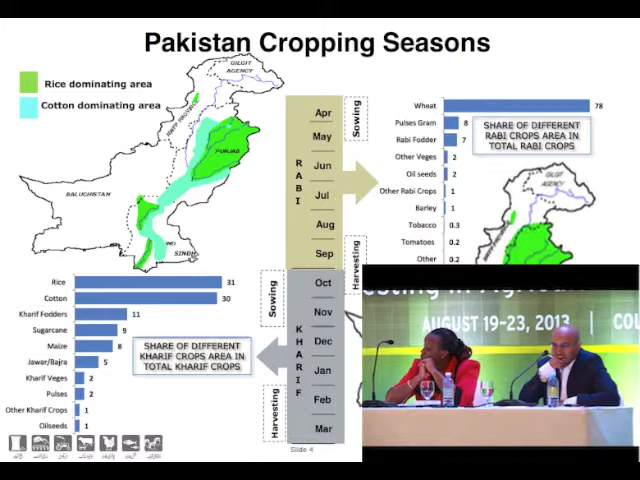 Pakistan Cropping Seasons
Rice dominating area
Cotton dominating area
GILGIT
AGENCY
NWFP PROVINCE
PUNJAB
BALUCHISTAN
SINDH
Apr
May
Jun
Jul
Aug
Sep
RABI
Sowing
Harvesting
Oct
Nov
Dec
Jan
Feb
Mar
KHARIF
Sowing
Harvesting
Wheat 78
Pulses Gram 8
Rabi Fodder 7
Other Veges 2
Oil seeds 2
Other Rabi Crops 1
Barley 1
Tobacco 0.3
Tomatoes 0.2
Other 0.2
SHARE OF DIFFERENT
RABI CROPS AREA IN
TOTAL RABI CROPS
GILGIT
AGENCY
Rice 31
Cotton 30
Kharif Fodders 11
Sugarcane 9
Maize 8
Jawar/Bajra 5
Kharif Veges 2
Pulses 2
Other Kharif Crops 1
Oilseeds 1
SHARE OF DIFFERENT
KHARIF CROPS AREA IN
TOTAL KHARIF CROPS
Slide 4
AUGUST 19-23, 2013